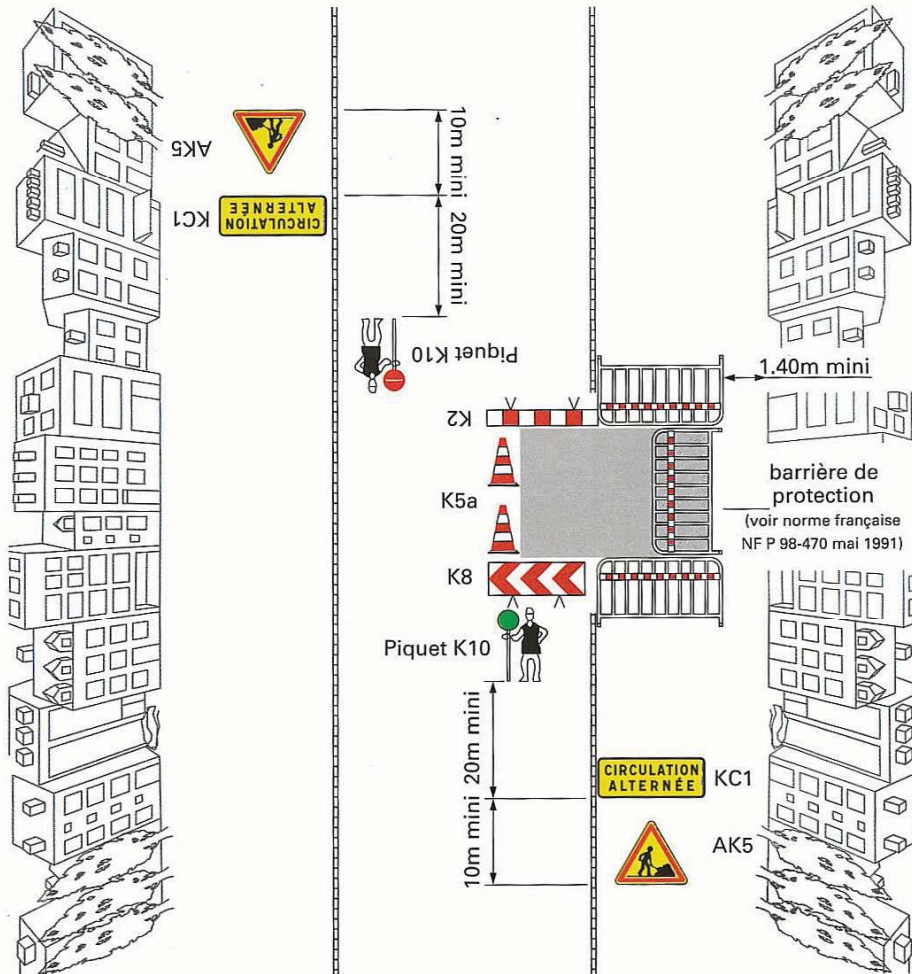 AK5
10m mini
KC1
CIRCULATION
ALTERNÉE
20m mini
Piquet K10
1.40m mini
K2
K5a
barrière de
protection
(voir norme française
NF P 98-470 mai 1991)
K8
Piquet K10
20m mini
CIRCULATION
ALTERNÉE
KC1
10m mini
AK5